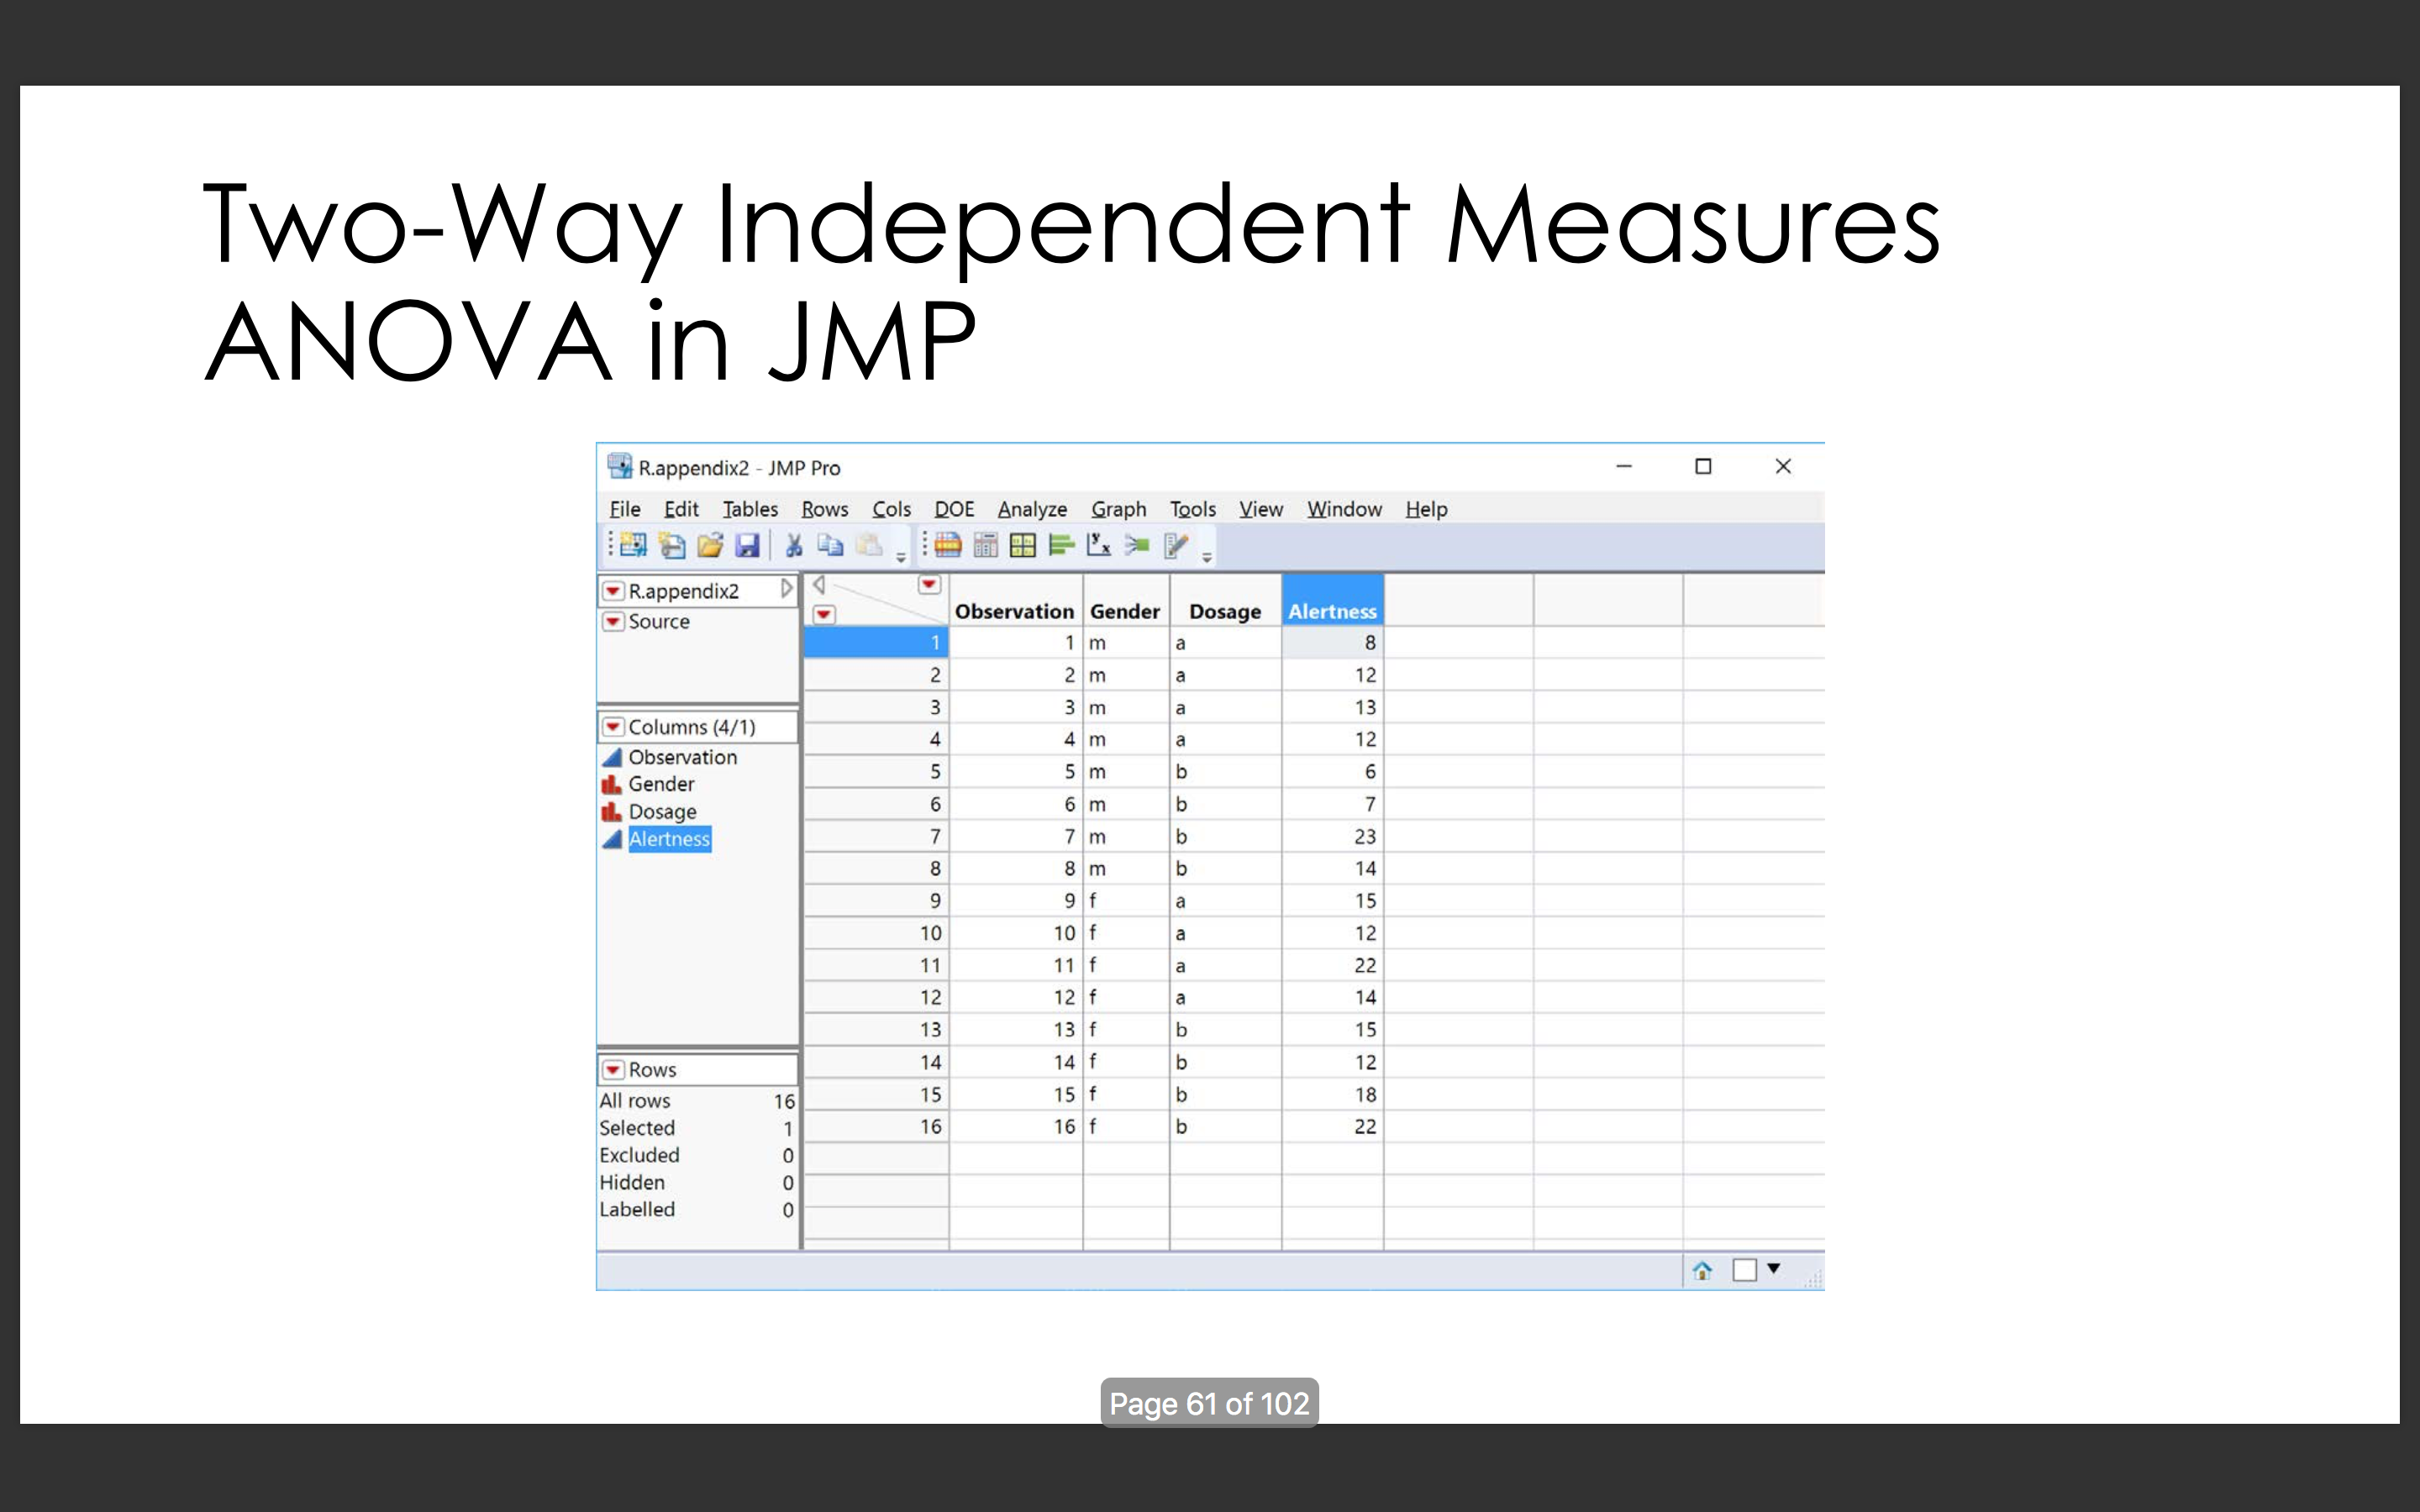 Two-Way Independent Measures
ANOVA in JMP
R.appendix2 - JMP Pro
File Edit Tables Rows Cols DOE Analyze Graph Tools View Window Help
R.appendix2
Source
Columns (4/1)
Observation
Gender
Dosage
Alertness
Rows
All rows 16
Selected 1
Excluded 0
Hidden 0
Labelled 0
Observation Gender Dosage Alertness
1 1 m a 8
2 2 m a 12
3 3 m a 13
4 4 m a 12
5 5 m b 6
6 6 m b 7
7 7 m b 23
8 8 m b 14
9 9 f a 15
10 10 f a 12
11 11 f a 22
12 12 f a 14
13 13 f b 15
14 14 f b 12
15 15 f b 18
16 16 f b 22
Page 61 of 102